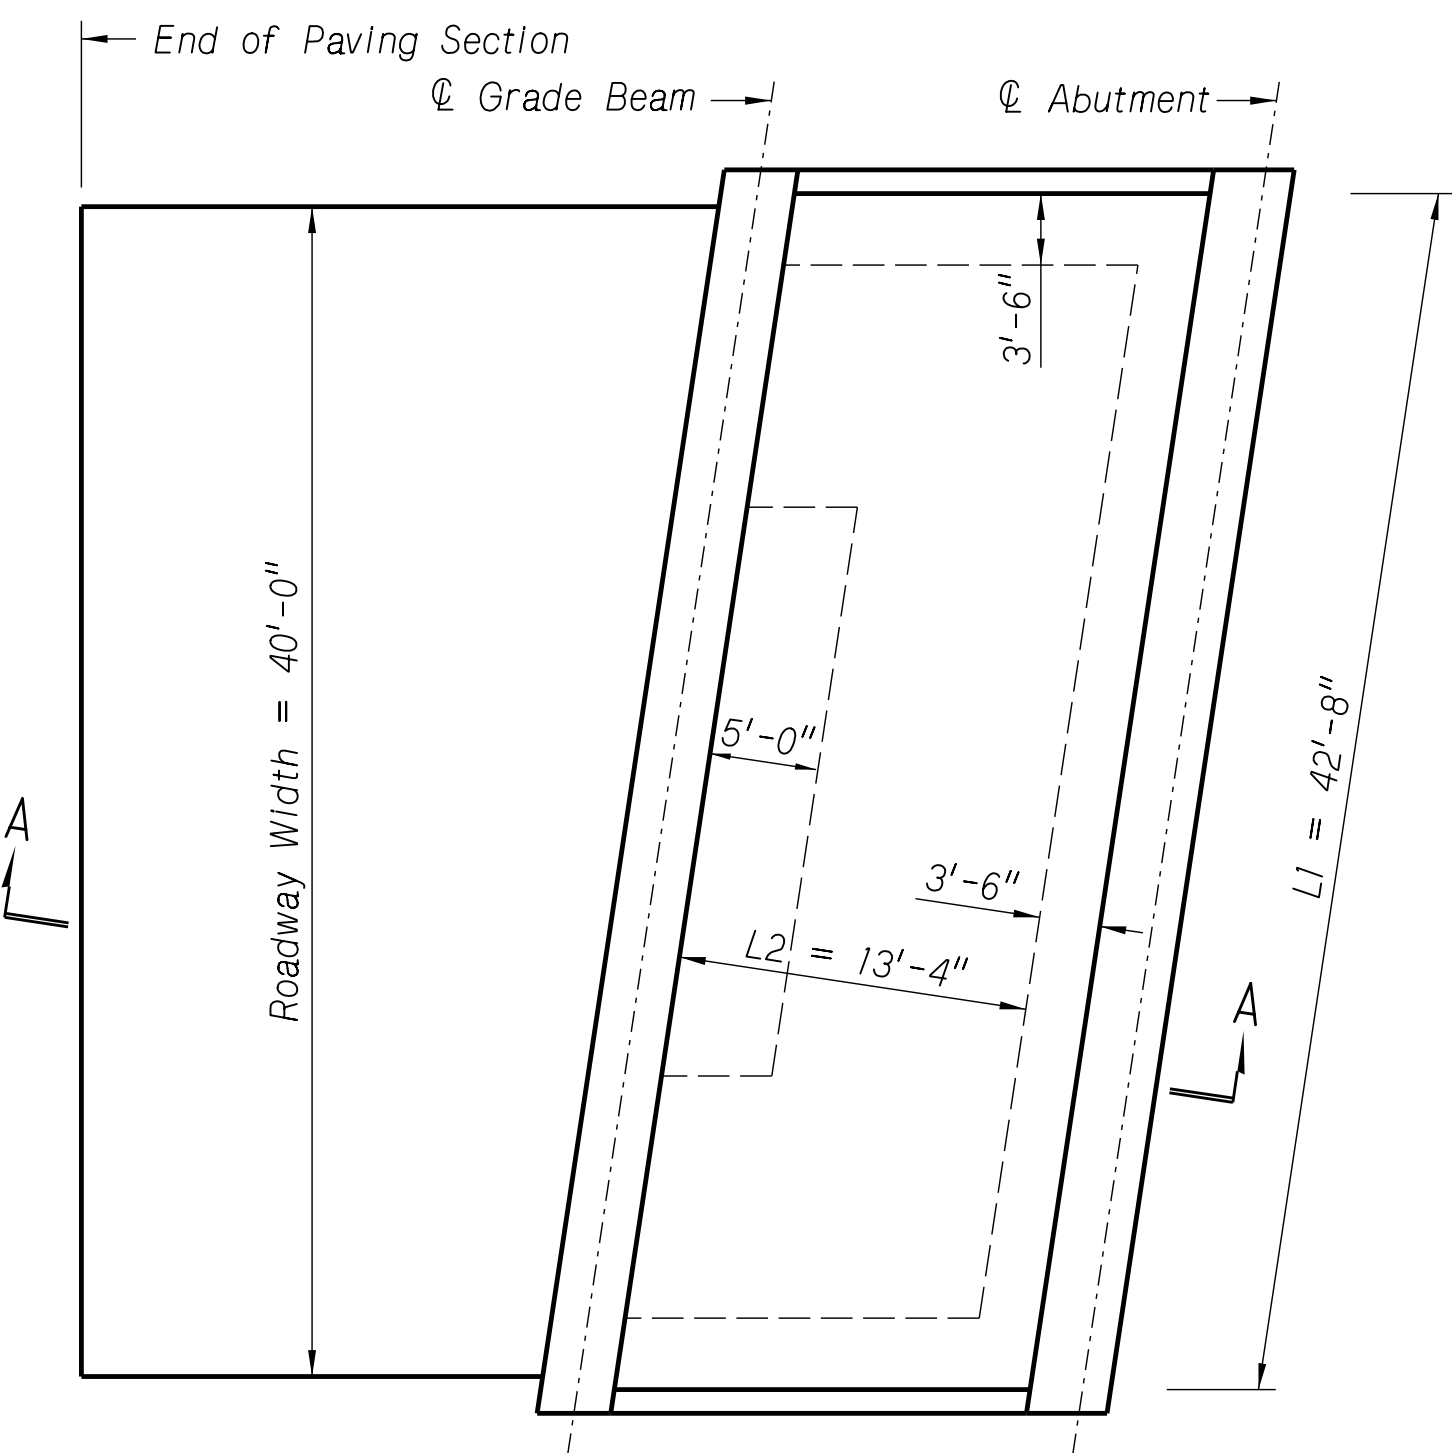 End of Paving Section
℄ Grade Beam
℄ Abutment
3'-6"
Roadway Width = 40'-0"
5'-0"
L1 = 42'-8"
A
3'-6"
L2 = 13'-4"
A